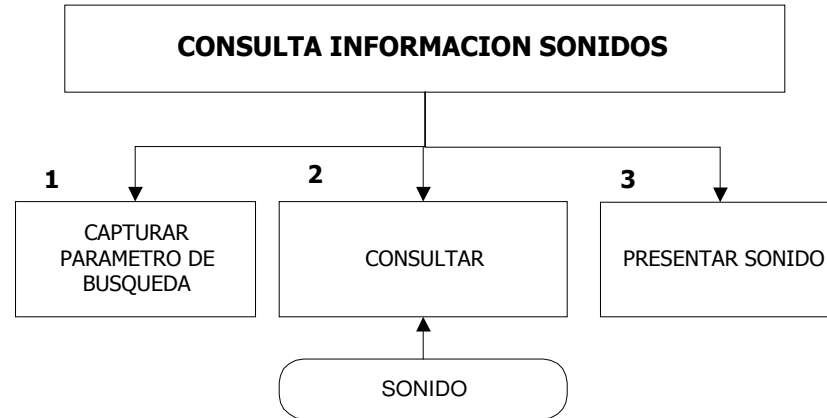 CONSULTA INFORMACION SONIDOS
1
2
3
CAPTURAR
PARAMETRO DE
BUSQUEDA
CONSULTAR
PRESENTAR SONIDO
SONIDO